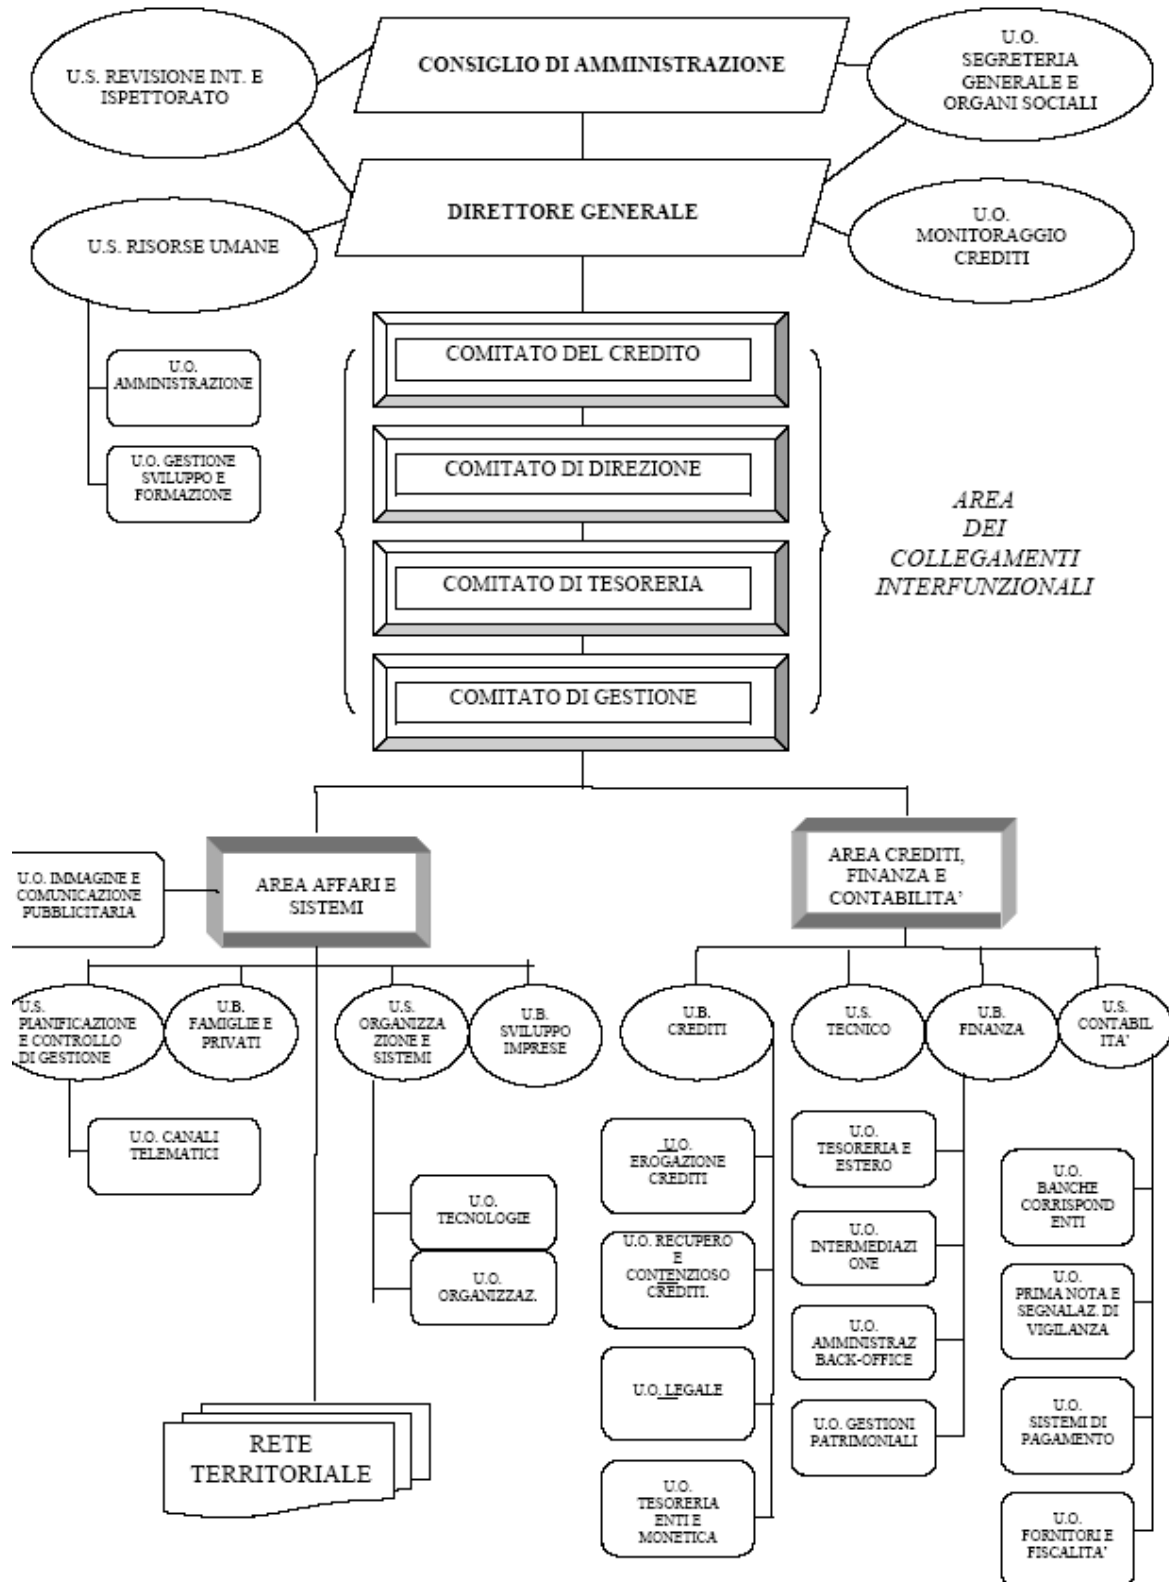 CONSIGLIO DI AMMINISTRAZIONE
U.S. REVISIONE INT. E
ISPETTORATO
U.O.
SEGRETERIA
GENERALE E
ORGANI SOCIALI
DIRETTORE GENERALE
U.S. RISORSE UMANE
U.O.
MONITORAGGIO
CREDITI
U.O.
AMMINISTRAZIONE
U.O. GESTIONE
SVILUPPO E
FORMAZIONE
COMITATO DEL CREDITO
COMITATO DI DIREZIONE
COMITATO DI TESORERIA
COMITATO DI GESTIONE
AREA
DEI
COLLEGAMENTI
INTERFUNZIONALI
U.O. IMMAGINE E
COMUNICAZIONE
PUBBLICITARIA
AREA AFFARI E
SISTEMI
AREA CREDITI,
FINANZA E
CONTABILITA’
U.S.
PIANIFICAZIONE
E CONTROLLO
DI GESTIONE
U.B.
FAMIGLIE E
PRIVATI
U.S.
ORGANIZZA
ZIONE E
SISTEMI
U.B.
SVILUPPO
IMPRESE
U.B.
CREDITI
U.S.
TECNICO
U.B.
FINANZA
U.S.
CONTABIL
ITA’
U.O. CANALI
TELEMATICI
U.O.
TECNOLOGIE
U.O.
ORGANIZZAZ.
U.O.
EROGAZIONE
CREDITI
U.O. RECUPERO
E
CONTENZIOSO
CREDITI.
U.O. LEGALE
U.O.
TESORERIA
ENTI E
MONETICA
U.O.
TESORERIA E
ESTERO
U.O.
INTERMEDIAZI
ONE
U.O.
AMMINISTRAZ
BACK-OFFICE
U.O. GESTIONI
PATRIMONIALI
U.O.
BANCHE
CORRISPOND
ENTI
U.O.
PRIMA NOTA E
SEGNALAZ. DI
VIGILANZA
U.O.
SISTEMI DI
PAGAMENTO
U.O.
FORNITORI E
FISCALITA’
RETE
TERRITORIALE